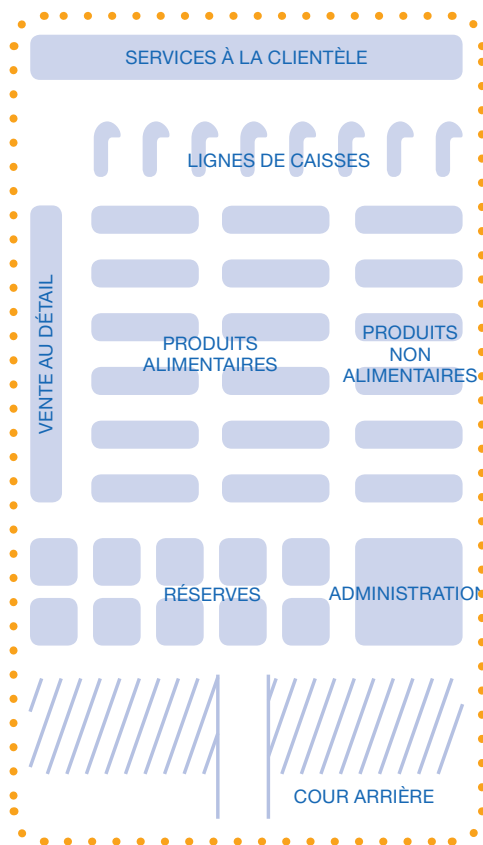 SERVICES À LA CLIENTÈLE
LIGNES DE CAISSES
VENTE AU DÉTAIL
PRODUITS
ALIMENTAIRES
PRODUITS
NON
ALIMENTAIRES
RÉSERVES
ADMINISTRATION
COUR ARRIÈRE